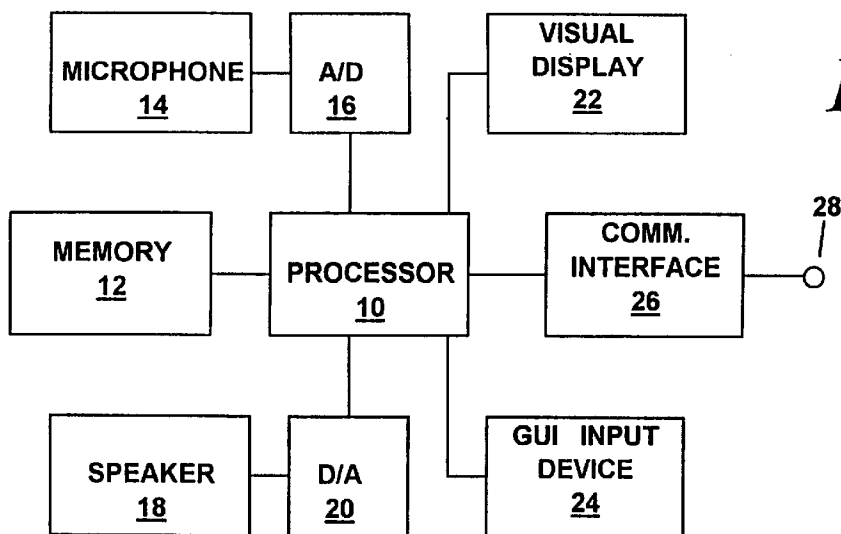 MICROPHONE
14
A/D
16
VISUAL
DISPLAY
22
MEMORY
12
PROCESSOR
10
COMM.
INTERFACE
26
28
SPEAKER
18
D/A
20
GUI INPUT
DEVICE
24